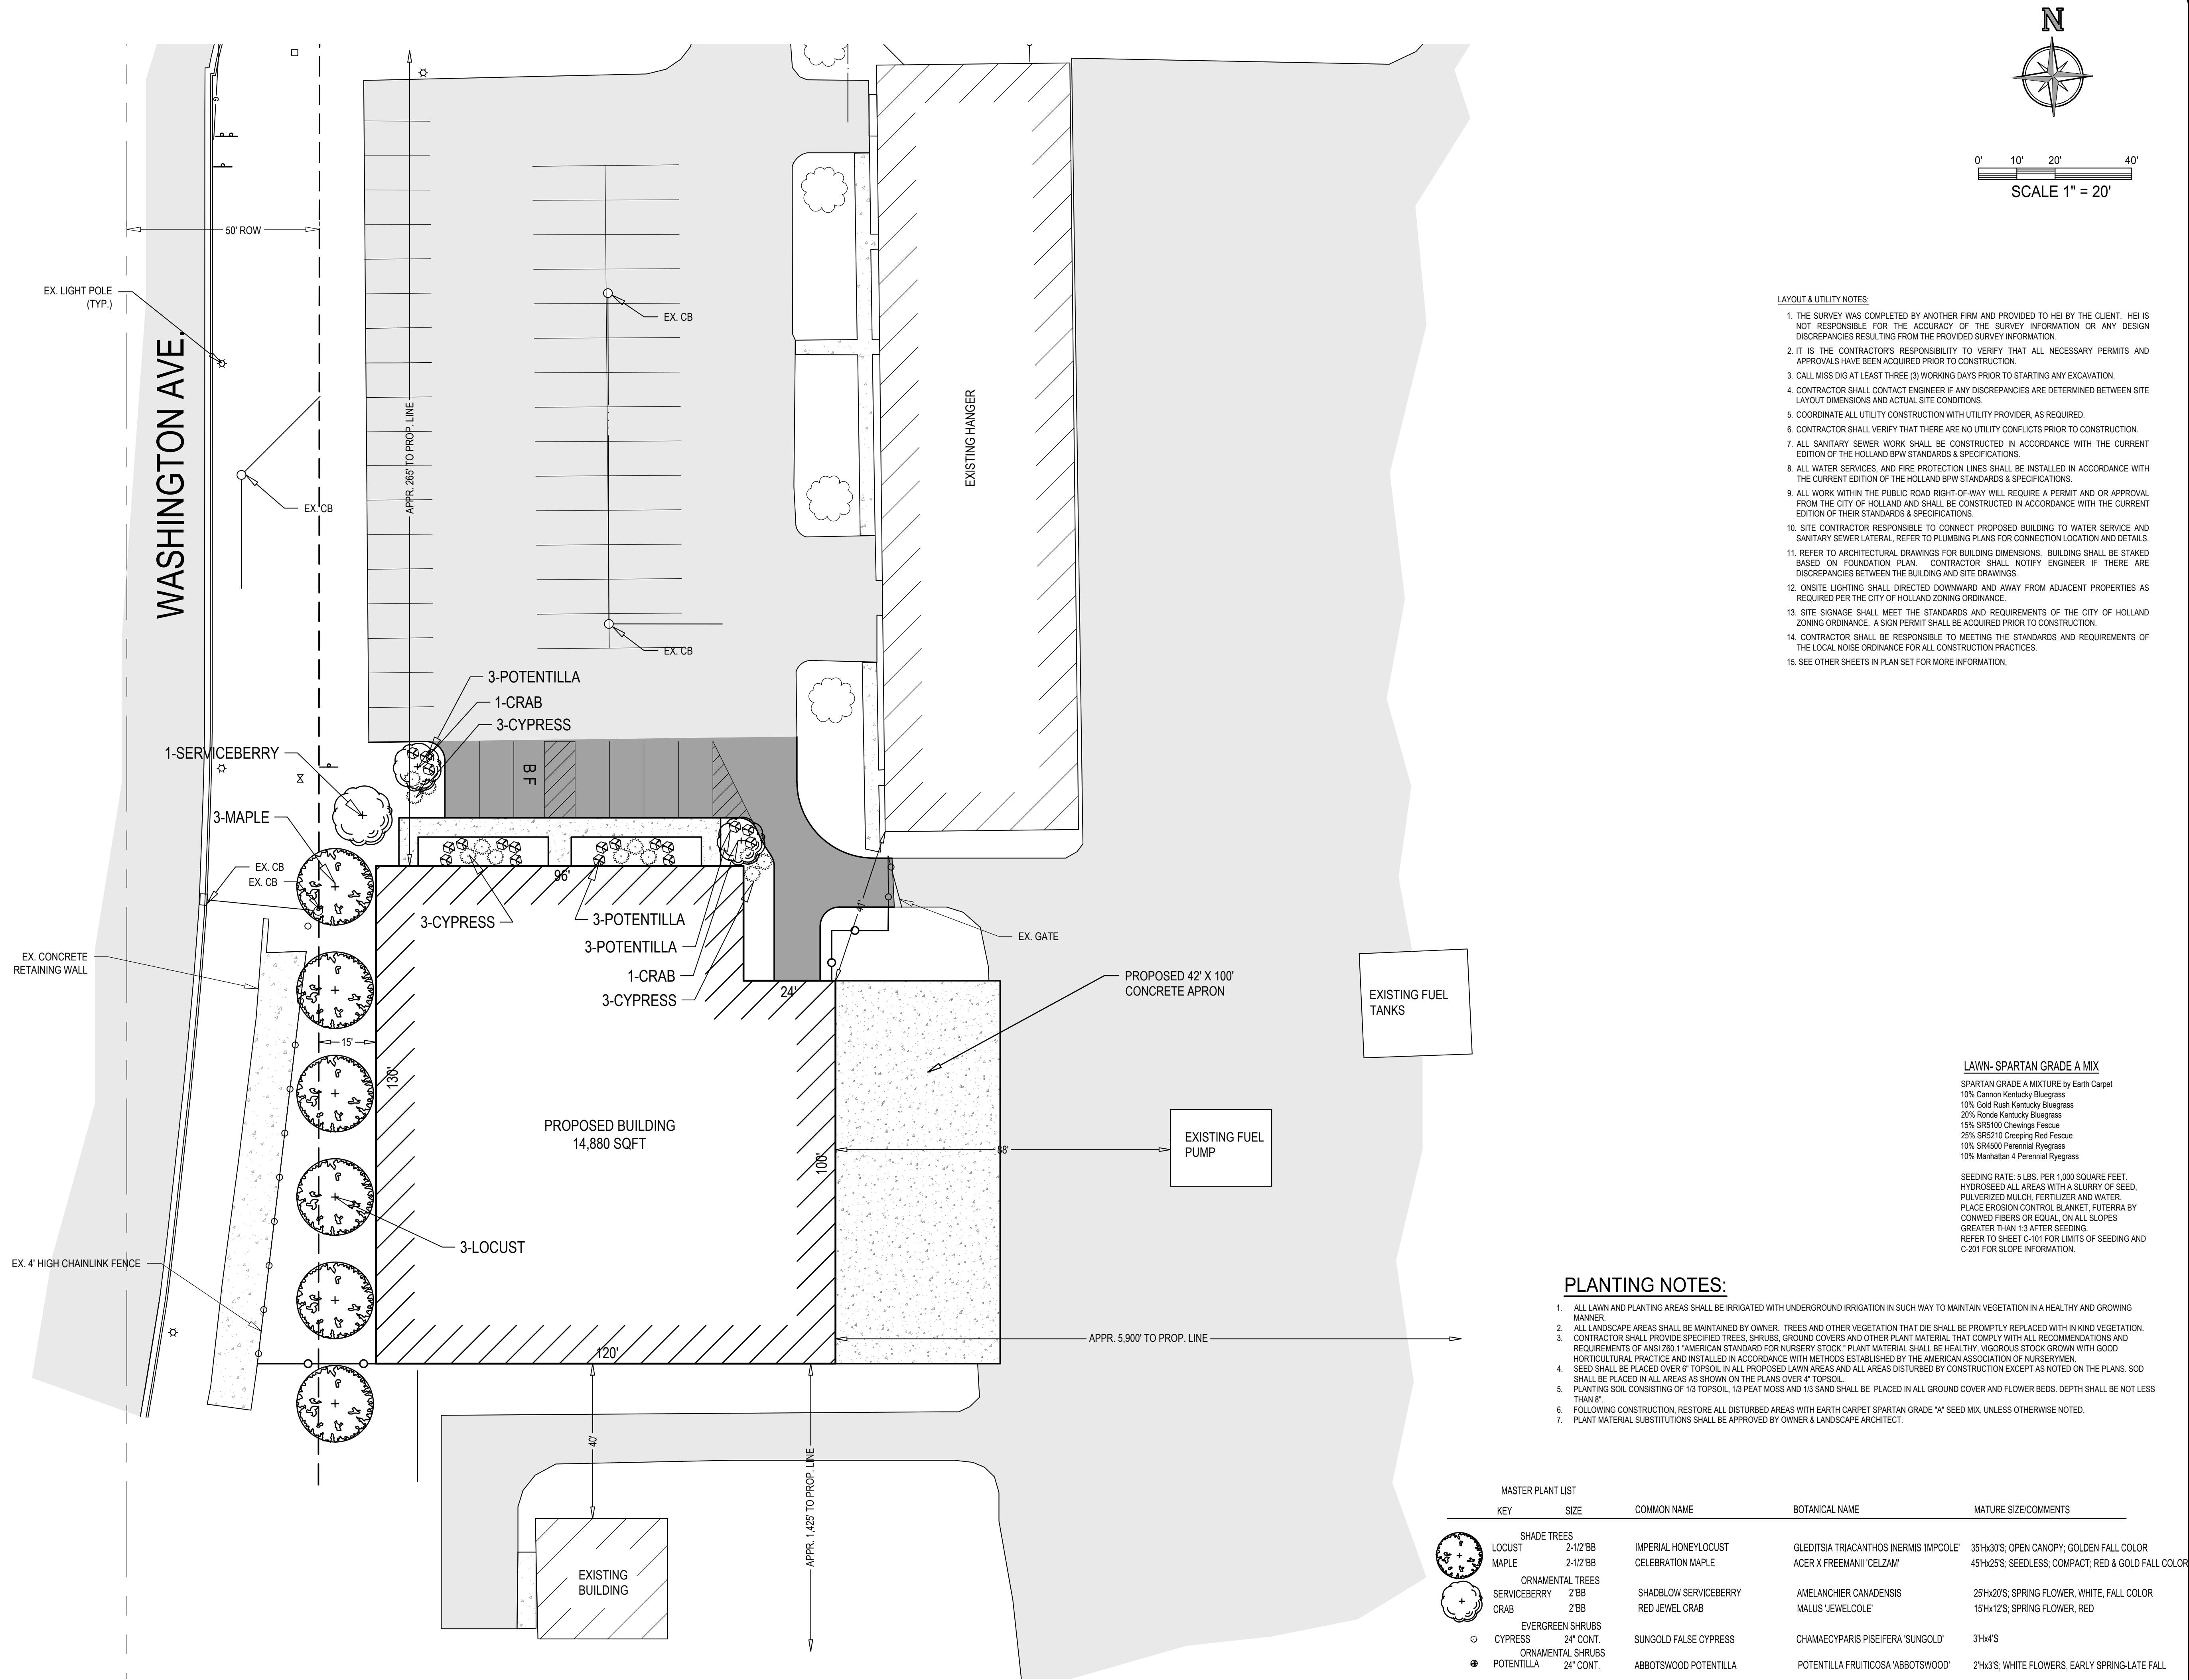 N
0' 10' 20' 40'
SCALE 1" = 20'
G
50' ROW
EX. LIGHT POLE
(TYP.)
WASHINGTON AVE.
EX. CB
EX. CB
EX. CB
APPR. 265' TO PROP. LINE
EXISTING HANGER
3-POTENTILLA
1-CRAB
3-CYPRESS
1-SERVICEBERRY
B F
3-MAPLE
EX. CB
EX. CB
96'
3-CYPRESS
3-POTENTILLA
3-POTENTILLA
1-CRAB
3-CYPRESS
41'
EX. GATE
EX. CONCRETE
RETAINING WALL
24'
PROPOSED 42' X 100'
CONCRETE APRON
EXISTING FUEL
TANKS
15'
130'
PROPOSED BUILDING
14,880 SQFT
100'
88'
EXISTING FUEL
PUMP
3-LOCUST
EX. 4' HIGH CHAINLINK FENCE
120'
APPR. 5,900' TO PROP. LINE
40'
APPR. 1,425' TO PROP. LINE
EXISTING
BUILDING
LAYOUT & UTILITY NOTES:
1. THE SURVEY WAS COMPLETED BY ANOTHER FIRM AND PROVIDED TO HEI BY THE CLIENT. HEI IS
NOT RESPONSIBLE FOR THE ACCURACY OF THE SURVEY INFORMATION OR ANY DESIGN
DISCREPANCIES RESULTING FROM THE PROVIDED SURVEY INFORMATION.
2. IT IS THE CONTRACTOR'S RESPONSIBILITY TO VERIFY THAT ALL NECESSARY PERMITS AND
APPROVALS HAVE BEEN ACQUIRED PRIOR TO CONSTRUCTION.
3. CALL MISS DIG AT LEAST THREE (3) WORKING DAYS PRIOR TO STARTING ANY EXCAVATION.
4. CONTRACTOR SHALL CONTACT ENGINEER IF ANY DISCREPANCIES ARE DETERMINED BETWEEN SITE
LAYOUT DIMENSIONS AND ACTUAL SITE CONDITIONS.
5. COORDINATE ALL UTILITY CONSTRUCTION WITH UTILITY PROVIDER, AS REQUIRED.
6. CONTRACTOR SHALL VERIFY THAT THERE ARE NO UTILITY CONFLICTS PRIOR TO CONSTRUCTION.
7. ALL SANITARY SEWER WORK SHALL BE CONSTRUCTED IN ACCORDANCE WITH THE CURRENT
EDITION OF THE HOLLAND BPW STANDARDS & SPECIFICATIONS.
8. ALL WATER SERVICES, AND FIRE PROTECTION LINES SHALL BE INSTALLED IN ACCORDANCE WITH
THE CURRENT EDITION OF THE HOLLAND BPW STANDARDS & SPECIFICATIONS.
9. ALL WORK WITHIN THE PUBLIC ROAD RIGHT-OF-WAY WILL REQUIRE A PERMIT AND OR APPROVAL
FROM THE CITY OF HOLLAND AND SHALL BE CONSTRUCTED IN ACCORDANCE WITH THE CURRENT
EDITION OF THEIR STANDARDS & SPECIFICATIONS.
10. SITE CONTRACTOR RESPONSIBLE TO CONNECT PROPOSED BUILDING TO WATER SERVICE AND
SANITARY SEWER LATERAL, REFER TO PLUMBING PLANS FOR CONNECTION LOCATION AND DETAILS.
11. REFER TO ARCHITECTURAL DRAWINGS FOR BUILDING DIMENSIONS. BUILDING SHALL BE STAKED
BASED ON FOUNDATION PLAN. CONTRACTOR SHALL NOTIFY ENGINEER IF THERE ARE
DISCREPANCIES BETWEEN THE BUILDING AND SITE DRAWINGS.
12. ONSITE LIGHTING SHALL DIRECTED DOWNWARD AND AWAY FROM ADJACENT PROPERTIES AS
REQUIRED PER THE CITY OF HOLLAND ZONING ORDINANCE.
13. SITE SIGNAGE SHALL MEET THE STANDARDS AND REQUIREMENTS OF THE CITY OF HOLLAND
ZONING ORDINANCE. A SIGN PERMIT SHALL BE ACQUIRED PRIOR TO CONSTRUCTION.
14. CONTRACTOR SHALL BE RESPONSIBLE TO MEETING THE STANDARDS AND REQUIREMENTS OF
THE LOCAL NOISE ORDINANCE FOR ALL CONSTRUCTION PRACTICES.
15. SEE OTHER SHEETS IN PLAN SET FOR MORE INFORMATION.
LAWN- SPARTAN GRADE A MIX
SPARTAN GRADE A MIXTURE by Earth Carpet
10% Cannon Kentucky Bluegrass
10% Gold Rush Kentucky Bluegrass
20% Ronde Kentucky Bluegrass
15% SR5100 Chewings Fescue
25% SR5210 Creeping Red Fescue
10% SR4500 Perennial Ryegrass
10% Manhattan 4 Perennial Ryegrass
SEEDING RATE: 5 LBS. PER 1,000 SQUARE FEET.
HYDROSEED ALL AREAS WITH A SLURRY OF SEED,
PULVERIZED MULCH, FERTILIZER AND WATER.
PLACE EROSION CONTROL BLANKET, FUTERRA BY
CONWED FIBERS OR EQUAL, ON ALL SLOPES
GREATER THAN 1:3 AFTER SEEDING.
REFER TO SHEET C-101 FOR LIMITS OF SEEDING AND
C-201 FOR SLOPE INFORMATION.
PLANTING NOTES:
1. ALL LAWN AND PLANTING AREAS SHALL BE IRRIGATED WITH UNDERGROUND IRRIGATION IN SUCH WAY TO MAINTAIN VEGETATION IN A HEALTHY AND GROWING
MANNER.
2. ALL LANDSCAPE AREAS SHALL BE MAINTAINED BY OWNER. TREES AND OTHER VEGETATION THAT DIE SHALL BE PROMPTLY REPLACED WITH IN KIND VEGETATION.
3. CONTRACTOR SHALL PROVIDE SPECIFIED TREES, SHRUBS, GROUND COVERS AND OTHER PLANT MATERIAL THAT COMPLY WITH ALL RECOMMENDATIONS AND
REQUIREMENTS OF ANSI Z60.1 "AMERICAN STANDARD FOR NURSERY STOCK." PLANT MATERIAL SHALL BE HEALTHY, VIGOROUS STOCK GROWN WITH GOOD
HORTICULTURAL PRACTICE AND INSTALLED IN ACCORDANCE WITH METHODS ESTABLISHED BY THE AMERICAN ASSOCIATION OF NURSERYMEN.
4. SEED SHALL BE PLACED OVER 6" TOPSOIL IN ALL PROPOSED LAWN AREAS AND ALL AREAS DISTURBED BY CONSTRUCTION EXCEPT AS NOTED ON THE PLANS. SOD
SHALL BE PLACED IN ALL AREAS AS SHOWN ON THE PLANS OVER 4" TOPSOIL.
5. PLANTING SOIL CONSISTING OF 1/3 TOPSOIL, 1/3 PEAT MOSS AND 1/3 SAND SHALL BE PLACED IN ALL GROUND COVER AND FLOWER BEDS. DEPTH SHALL BE NOT LESS
THAN 8".
6. FOLLOWING CONSTRUCTION, RESTORE ALL DISTURBED AREAS WITH EARTH CARPET SPARTAN GRADE "A" SEED MIX, UNLESS OTHERWISE NOTED.
7. PLANT MATERIAL SUBSTITUTIONS SHALL BE APPROVED BY OWNER & LANDSCAPE ARCHITECT.
MASTER PLANT LIST
KEY SIZE COMMON NAME BOTANICAL NAME MATURE SIZE/COMMENTS
SHADE TREES
LOCUST 2-1/2"BB IMPERIAL HONEYLOCUST GLEDITSIA TRIACANTHOS INERMIS 'IMPCOLE' 35'Hx30'S; OPEN CANOPY; GOLDEN FALL COLOR
MAPLE 2-1/2"BB CELEBRATION MAPLE ACER X FREEMANII 'CELZAM' 45'Hx25'S; SEEDLESS; COMPACT; RED & GOLD FALL COLOR
ORNAMENTAL TREES
SERVICEBERRY 2"BB SHADBLOW SERVICEBERRY AMELANCHIER CANADENSIS 25'Hx20'S; SPRING FLOWER, WHITE, FALL COLOR
CRAB 2"BB RED JEWEL CRAB MALUS 'JEWELCOLE' 15'Hx12'S; SPRING FLOWER, RED
EVERGREEN SHRUBS
CYPRESS 24" CONT. SUNGOLD FALSE CYPRESS CHAMAECYPARIS PISEIFERA 'SUNGOLD' 3'Hx4'S
ORNAMENTAL SHRUBS
POTENTILLA 24" CONT. ABBOTSWOOD POTENTILLA POTENTILLA FRUITICOSA 'ABBOTSWOOD' 2'Hx3'S; WHITE FLOWERS, EARLY SPRING-LATE FALL